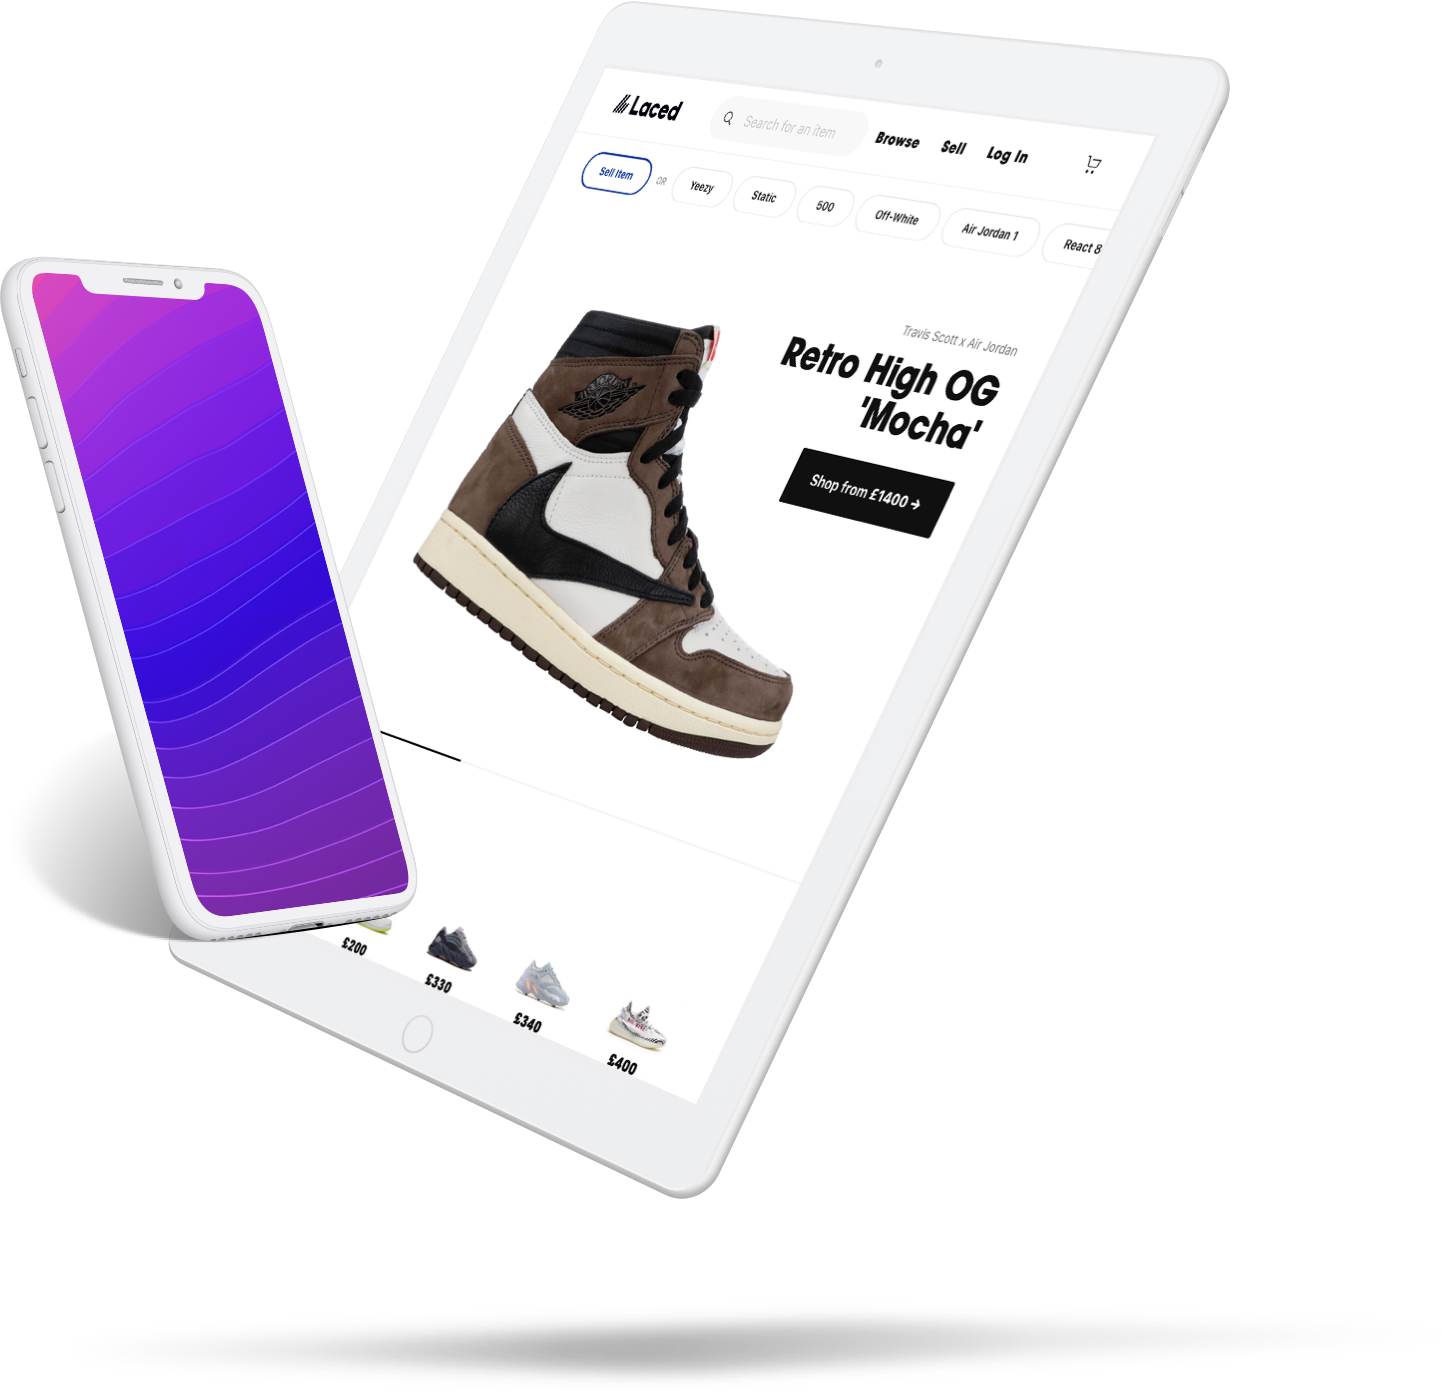 Laced
Search for an item
Browse
Sell
Log In
Sell Item
OR
Yeezy
Static
500
Off-White
Air Jordan 1
React 8
Travis Scott x Air Jordan
Retro High OG
'Mocha'
Shop from £1400 →
£200
£330
£340
£400